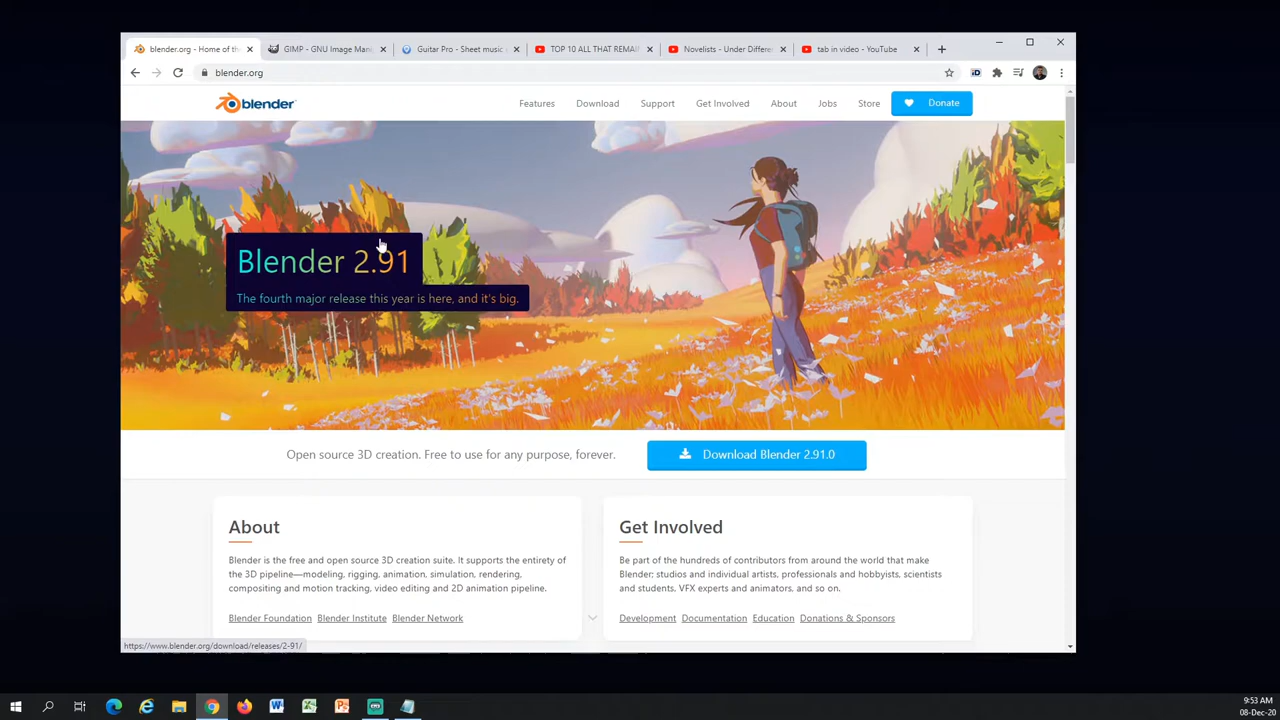 blender.org - Home of the
GIMP - GNU Image Man
Guitar Pro - Sheet music
TOP 10 ALL THAT REMAI
Novelists - Under Differe
tab in video - YouTube
blender.org
blender
Features
Download
Support
Get Involved
About
Jobs
Store
Donate
Blender 2.91
The fourth major release this year is here, and it's big.
Open source 3D creation. Free to use for any purpose, forever.
Download Blender 2.91.0
About
Blender is the free and open source 3D creation suite. It supports the entirety of
the 3D pipeline—modeling, rigging, animation, simulation, rendering,
compositing and motion tracking, video editing and 2D animation pipeline.
Blender Foundation Blender Institute Blender Network
Get Involved
Be part of the hundreds of contributors from around the world that make
Blender: studios and individual artists, professionals and hobbyists, scientists
and students, VFX experts and animators, and so on.
Development Documentation Education Donations & Sponsors
https://www.blender.org/download/releases/2-91/
9:53 AM
08-Dec-20